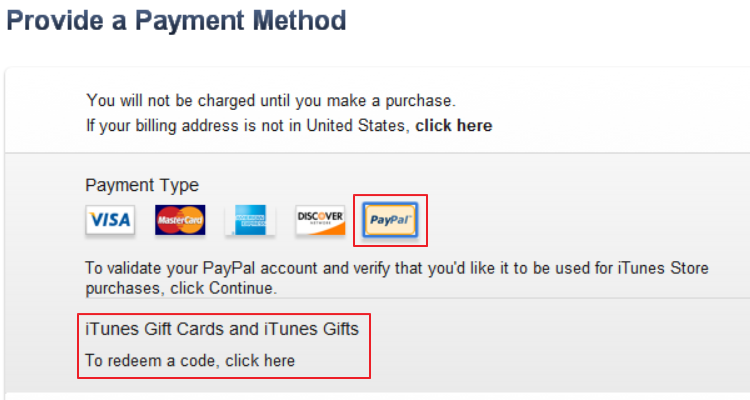 Provide a Payment Method
You will not be charged until you make a purchase.
If your billing address is not in United States, click here
Payment Type
VISA MasterCard AMERICAN EXPRESS DISCOVER NETWORK PayPal
To validate your PayPal account and verify that you'd like it to be used for iTunes Store
purchases, click Continue.
iTunes Gift Cards and iTunes Gifts
To redeem a code, click here